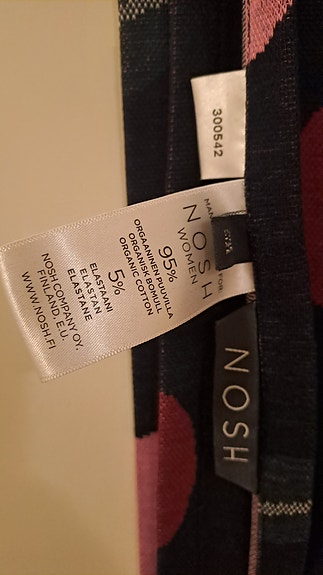 300542
MANUFACTURED FOR
NOSH
WOMEN
95%
ORGAANINEN PUUVILLA
ORGANISK BOMULL
ORGANIC COTTON
5%
ELASTAANI
ELASTAN
ELASTANE
NOSH COMPANY OY,
FINLAND, E.U.
WWW.NOSH.FI
NOSH